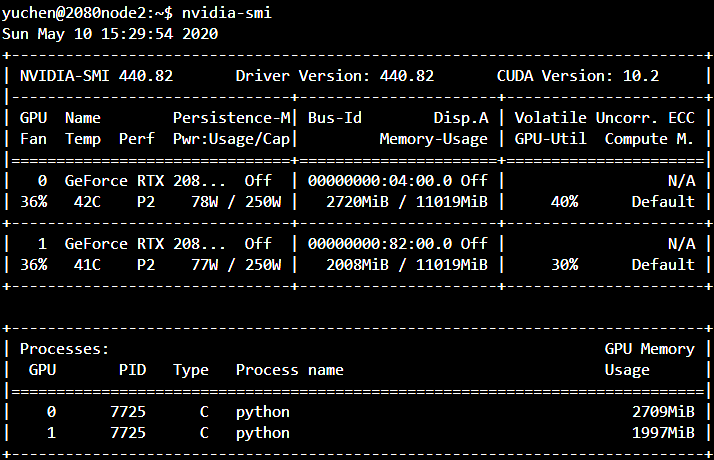 yuchen@2080node2:~$ nvidia-smi
Sun May 10 15:29:54 2020
+-----------------------------------------------------------------------------+
| NVIDIA-SMI 440.82       Driver Version: 440.82       CUDA Version: 10.2     |
|-------------------------------+----------------------+----------------------+
| GPU  Name        Persistence-M| Bus-Id        Disp.A | Volatile Uncorr. ECC |
| Fan  Temp  Perf  Pwr:Usage/Cap|         Memory-Usage | GPU-Util  Compute M. |
|===============================+======================+======================|
|   0  GeForce RTX 208...  Off  | 00000000:04:00.0 Off |                  N/A |
| 36%   42C    P2    78W / 250W |   2720MiB / 11019MiB |     40%      Default |
+-------------------------------+----------------------+----------------------+
|   1  GeForce RTX 208...  Off  | 00000000:82:00.0 Off |                  N/A |
| 36%   41C    P2    77W / 250W |   2008MiB / 11019MiB |     30%      Default |
+-------------------------------+----------------------+----------------------+

+-----------------------------------------------------------------------------+
| Processes:                                                       GPU Memory |
|  GPU       PID   Type   Process name                             Usage      |
|=============================================================================|
|    0      7725      C   python                                      2709MiB |
|    1      7725      C   python                                      1997MiB |
+-----------------------------------------------------------------------------+